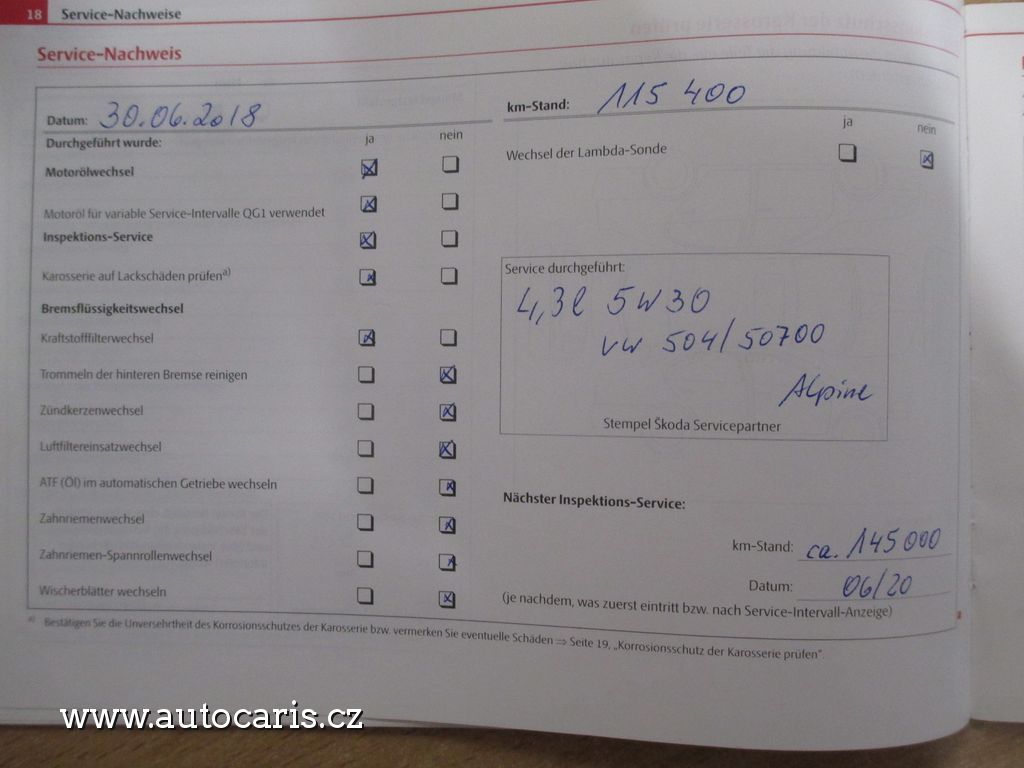 18 Service-Nachweise
Service-Nachweis
Datum: 30.06.2018
km-Stand: 115 400
Durchgeführt wurde: ja nein
ja nein
Motorölwechsel
Wechsel der Lambda-Sonde
Motoröl für variable Service-Intervalle QG1 verwendet
Inspektions-Service
Karosserie auf Lackschäden prüfen a)
Bremsflüssigkeitswechsel
Kraftstofffilterwechsel
Trommeln der hinteren Bremse reinigen
Zündkerzenwechsel
Luftfiltereinsatzwechsel
ATF (Öl) im automatischen Getriebe wechseln
Zahnriemenwechsel
Zahnriemen-Spannrollenwechsel
Wischerblätter wechseln
Service durchgeführt:
4,3l 5W30
VW 504/50700
Alpine
Stempel Škoda Servicepartner
Nächster Inspektions-Service:
km-Stand: ca. 145 000
Datum: 06/20
(je nachdem, was zuerst eintritt bzw. nach Service-Intervall-Anzeige)
a) Bestätigen Sie die Unversehrtheit des Korrosionsschutzes der Karosserie bzw. vermerken Sie eventuelle Schäden ⇒ Seite 19, „Korrosionsschutz der Karosserie prüfen“.
www.autocaris.cz